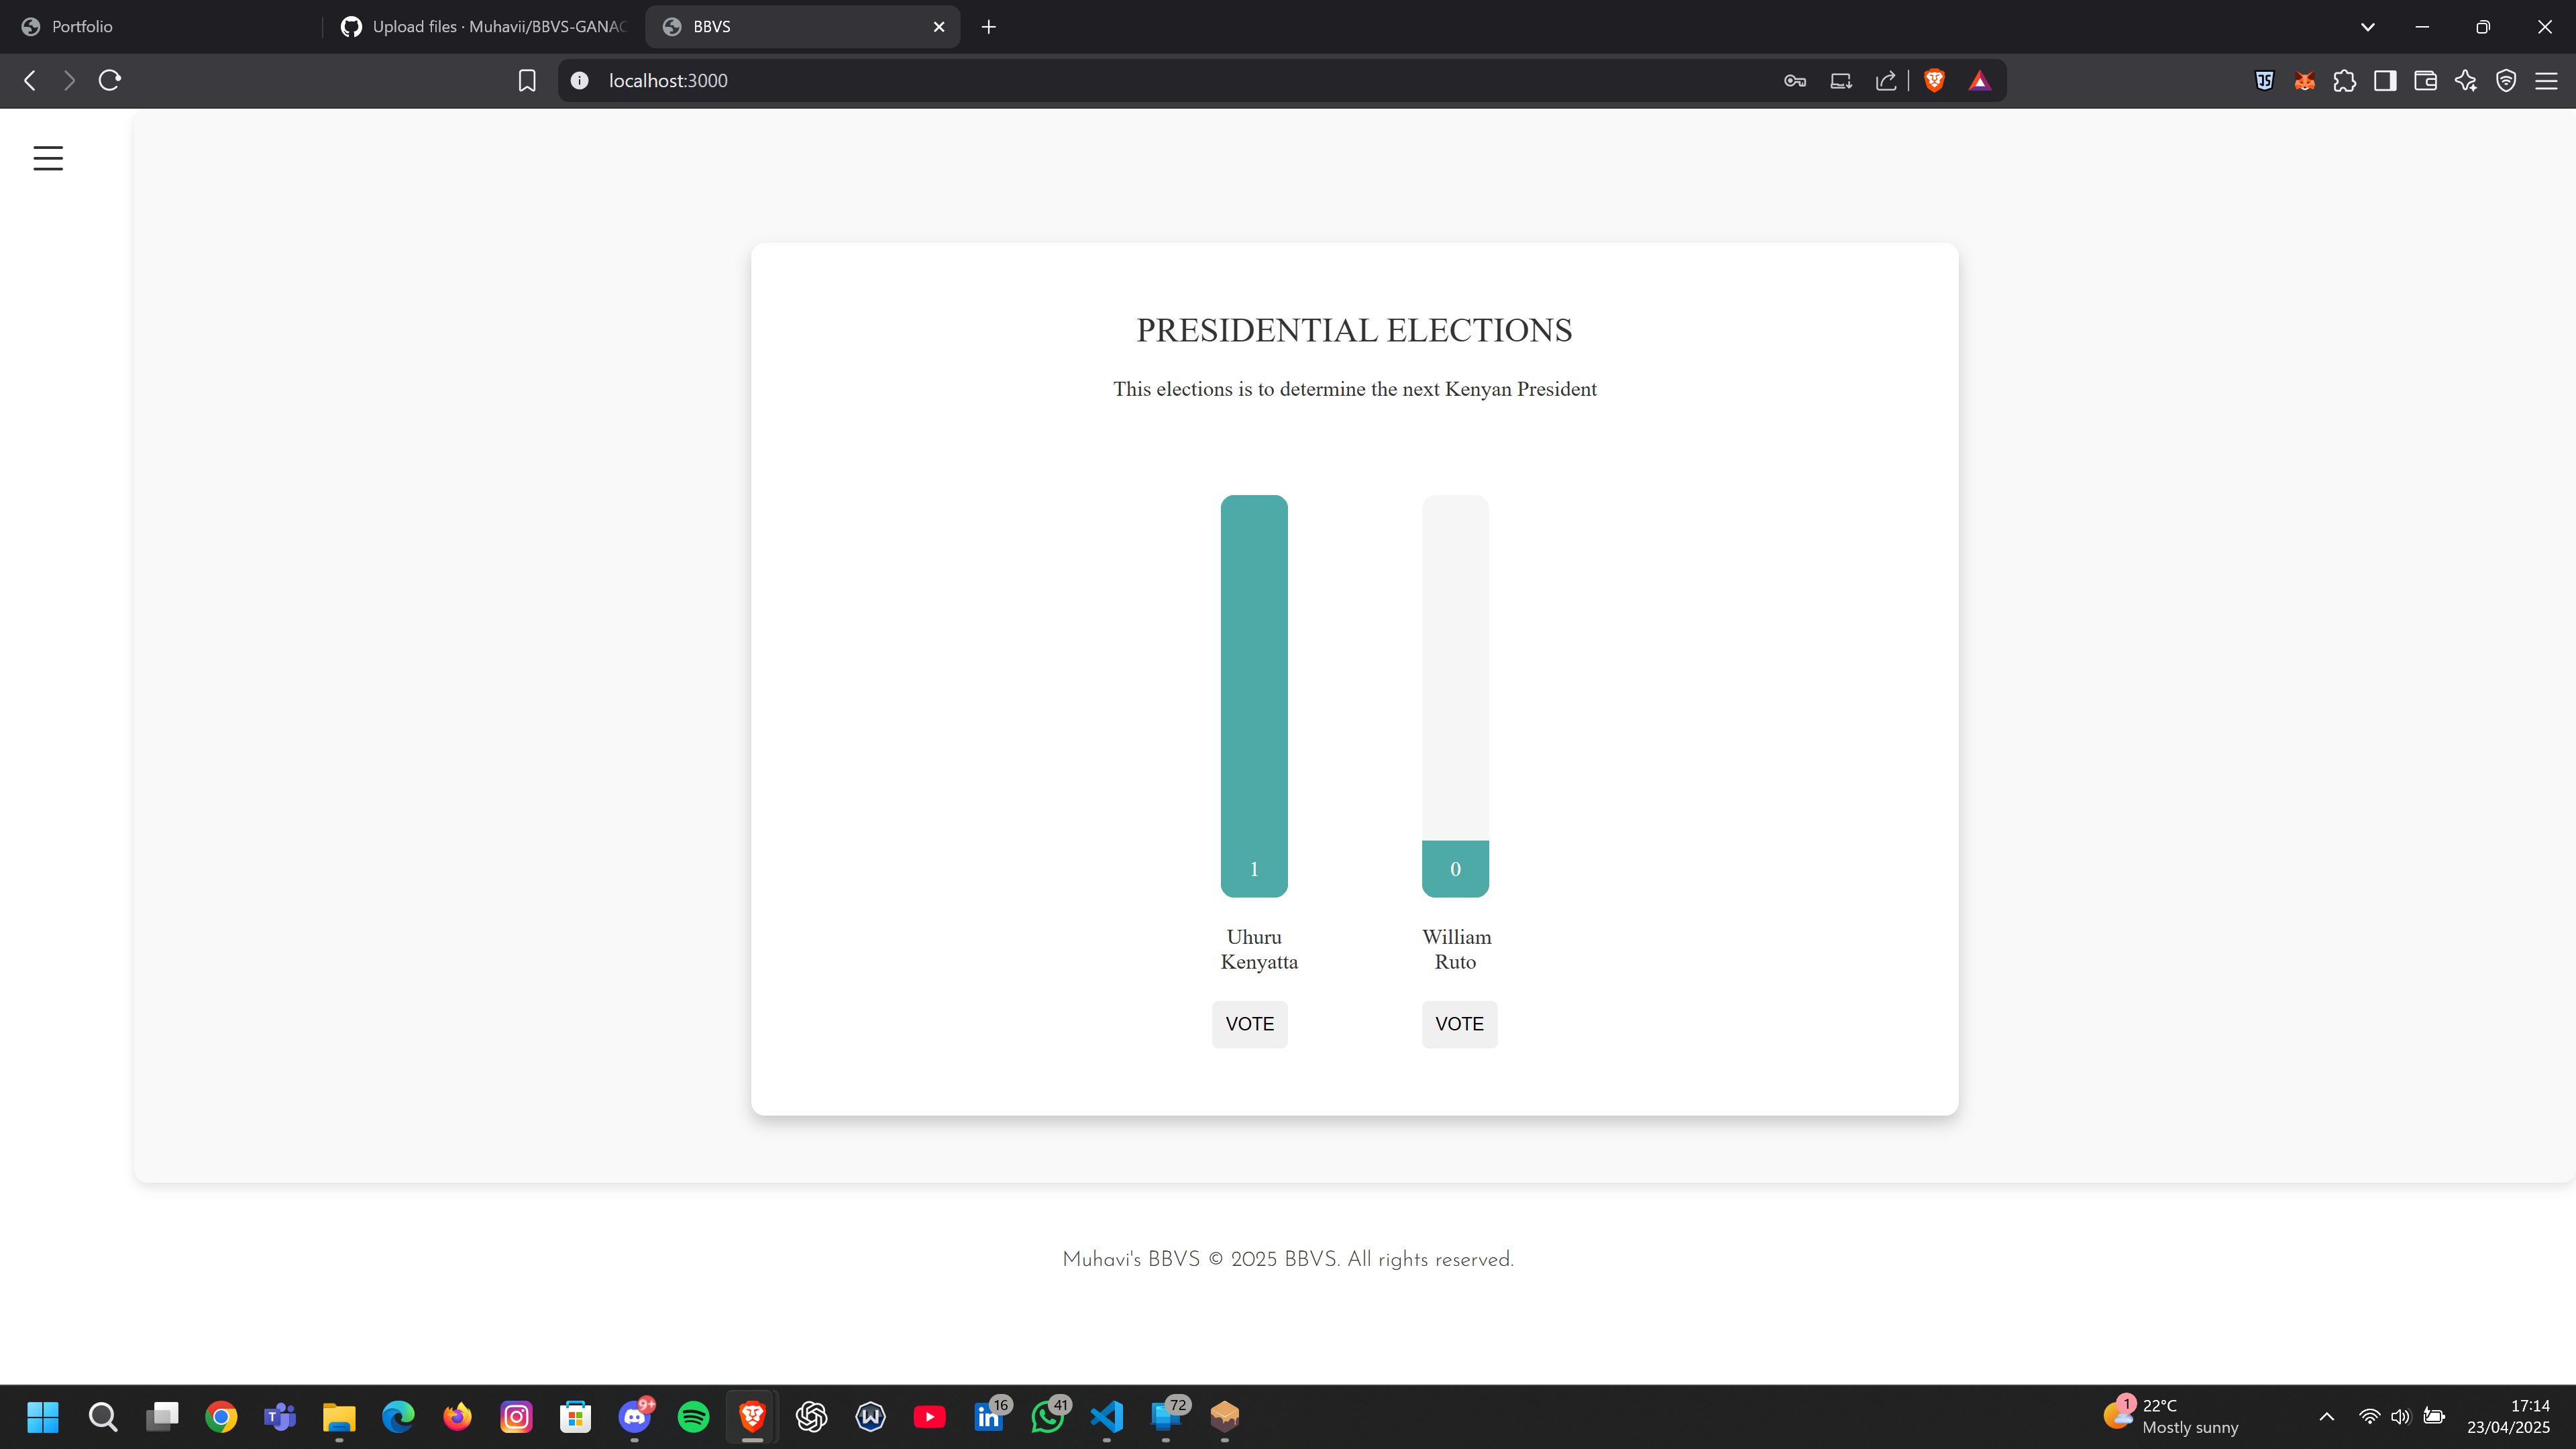 Portfolio
Upload files · Muhavii/BBVS-GANAC
BBVS
localhost:3000
PRESIDENTIAL ELECTIONS
This elections is to determine the next Kenyan President
1
0
Uhuru
Kenyatta
William
Ruto
VOTE
VOTE
Muhavi's BBVS © 2025 BBVS. All rights reserved.
9+
16
41
72
1
22°C
Mostly sunny
17:14
23/04/2025